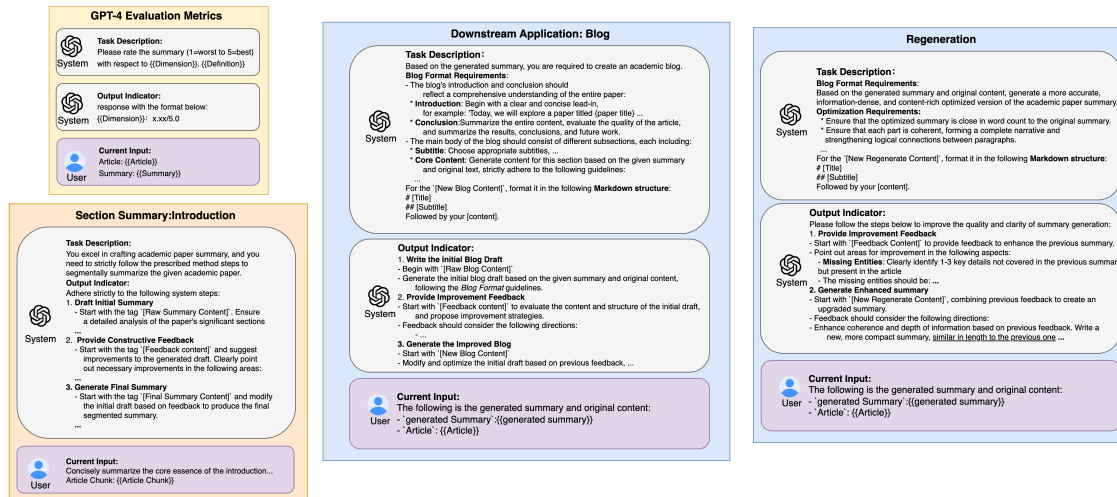 GPT-4 Evaluation Metrics
System
Task Description:
Please rate the summary (1=worst to 5=best)
with respect to {{Dimension}}. {{Definition}}
System
Output Indicator:
response with the format below:
{{Dimension}}: x.xx/5.0
User
Current Input:
Article: {{Article}}
Summary: {{Summary}}
Section Summary:Introduction
System
Task Description:
You excel in crafting academic paper summary, and you
need to strictly follow the prescribed method steps to
segmentally summarize the given academic paper.
Output Indicator:
Adhere strictly to the following system steps:
1. Draft Initial Summary
- Start with the tag `[Raw Summary Content]`. Ensure
a detailed analysis of the paper's significant sections
...
2. Provide Constructive Feedback
- Start with the tag `[Feedback content]` and suggest
improvements to the generated draft. Clearly point
out necessary improvements in the following areas:
...
3. Generate Final Summary
- Start with the tag `[Final Summary Content]` and modify
the initial draft based on feedback to produce the final
segmented summary.
...
User
Current Input:
Concisely summarize the core essence of the introduction...
Article Chunk: {{Article Chunk}}
Downstream Application: Blog
System
Task Description:
Based on the generated summary, you are required to create an academic blog.
Blog Format Requirements:
- The blog's introduction and conclusion should
reflect a comprehensive understanding of the entire paper:
* Introduction: Begin with a clear and concise lead-in,
for example: 'Today, we will explore a paper titled {paper title} ...
* Conclusion:Summarize the entire content, evaluate the quality of the article,
and summarize the results, conclusions, and future work.
- The main body of the blog should consist of different subsections, each including:
* Subtitle: Choose appropriate subtitles, ...
* Core Content: Generate content for this section based on the given summary
and original text, strictly adhere to the following guidelines:
...
For the `[New Blog Content]`, format it in the following Markdown structure:
# [Title]
## [Subtitle]
Followed by your [content].
System
Output Indicator:
1. Write the Initial Blog Draft
- Begin with `[Raw Blog Content]`
- Generate the initial blog draft based on the given summary and original content,
following the Blog Format guidelines.
2. Provide Improvement Feedback
- Start with `[Feedback content]` to evaluate the content and structure of the initial draft,
and propose improvement strategies.
- Feedback should consider the following directions:
- ...
3. Generate the Improved Blog
- Start with `[New Blog Content]`
- Modify and optimize the initial draft based on previous feedback, ...
User
Current Input:
The following is the generated summary and original content:
- `generated Summary`:{{generated summary}}
- `Article`: {{Article}}
Regeneration
System
Task Description:
Blog Format Requirements:
Based on the generated summary and original content, generate a more accurate,
information-dense, and content-rich optimized version of the academic paper summary.
Optimization Requirements:
* Ensure that the optimized summary is close in word count to the original summary.
* Ensure that each part is coherent, forming a complete narrative and
strengthening logical connections between paragraphs.
...
For the `[New Regenerate Content]`, format it in the following Markdown structure:
# [Title]
## [Subtitle]
Followed by your [content].
System
Output Indicator:
Please follow the steps below to improve the quality and clarity of summary generation:
1. Provide Improvement Feedback
- Start with `[Feedback Content]` to provide feedback to enhance the previous summary.
- Point out areas for improvement in the following aspects:
- Missing Entities: Clearly identify 1-3 key details not covered in the previous summar
but present in the article
- The missing entities should be: ...
2. Generate Enhanced summary
- Start with `[New Regenerate Content]`, combining previous feedback to create an
upgraded summary.
- Feedback should consider the following directions:
- Enhance coherence and depth of information based on previous feedback. Write a
new, more compact summary, similar in length to the previous one ...
User
Current Input:
The following is the generated summary and original content:
- `generated Summary`:{{generated summary}}
- `Article`: {{Article}}